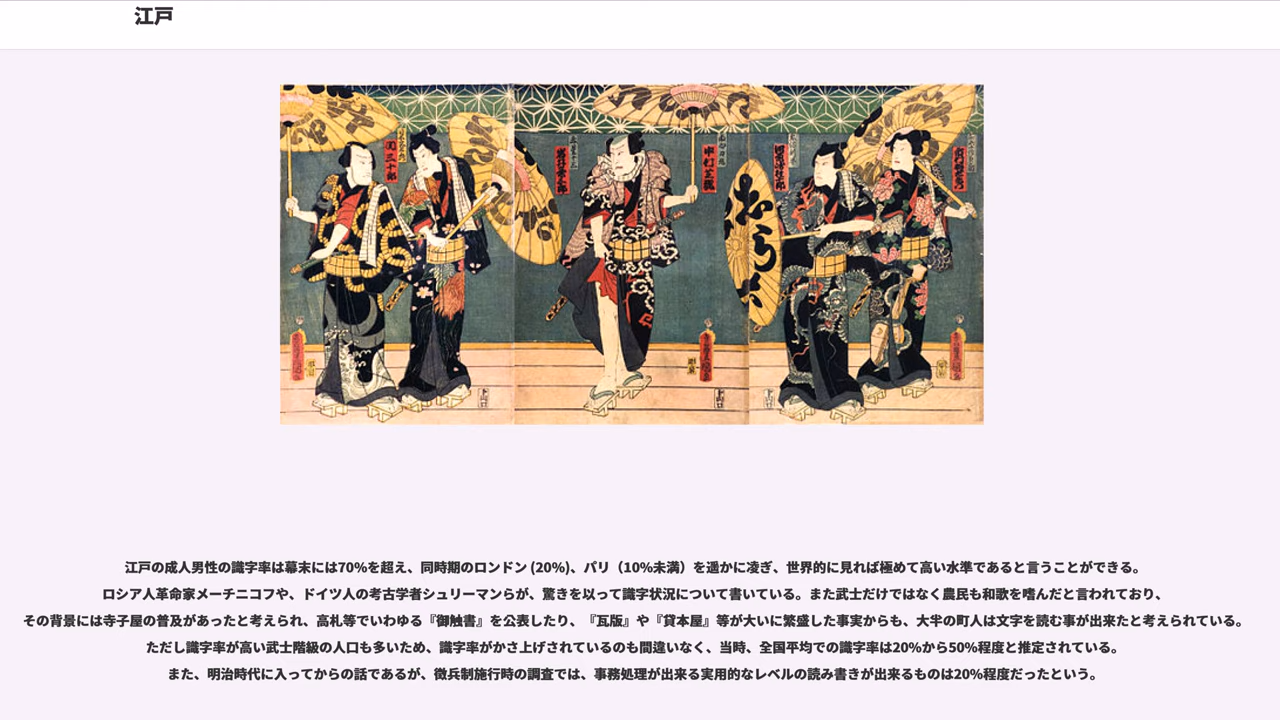 江戸
関三十郎
中村芝翫
江戸の成人男性の識字率は幕末には70%を超え、同時期のロンドン (20%)、パリ（10%未満）を遥かに凌ぎ、世界的に見れば極めて高い水準であると言うことができる。
ロシア人革命家メーチニコフや、ドイツ人の考古学者シュリーマンらが、驚きを以って識字状況について書いている。また武士だけではなく農民も和歌を嗜んだと言われており、
その背景には寺子屋の普及があったと考えられ、高札等でいわゆる『御触書』を公表したり、『瓦版』や『貸本屋』等が大いに繁盛した事実からも、大半の町人は文字を読む事が出来たと考えられている。
ただし識字率が高い武士階級の人口も多いため、識字率がかさ上げされているのも間違いなく、当時、全国平均での識字率は20%から50%程度と推定されている。
また、明治時代に入ってからの話であるが、徴兵制施行時の調査では、事務処理が出来る実用的なレベルの読み書きが出来るものは20%程度だったという。